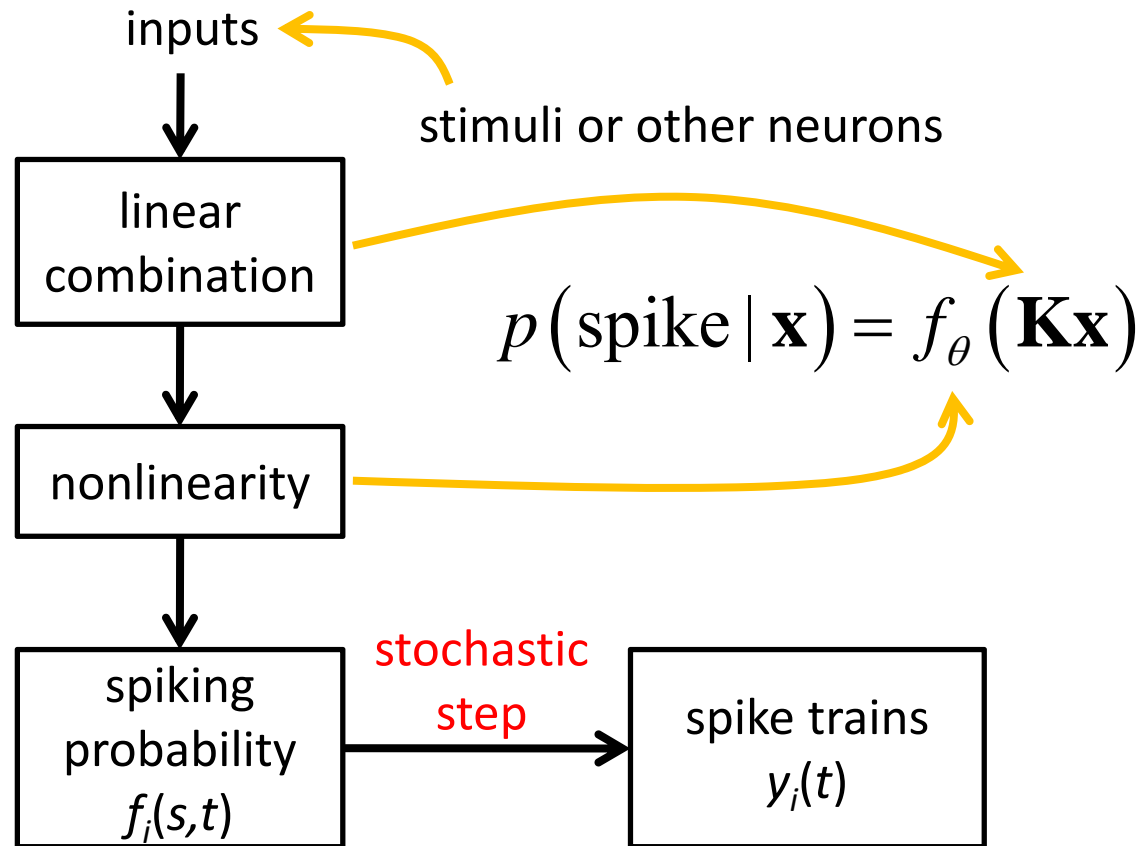 inputs
stimuli or other neurons
linear
combination
p(spike | x) = f_θ(Kx)
nonlinearity
stochastic
step
spiking
probability
f_i(s,t)
spike trains
y_i(t)